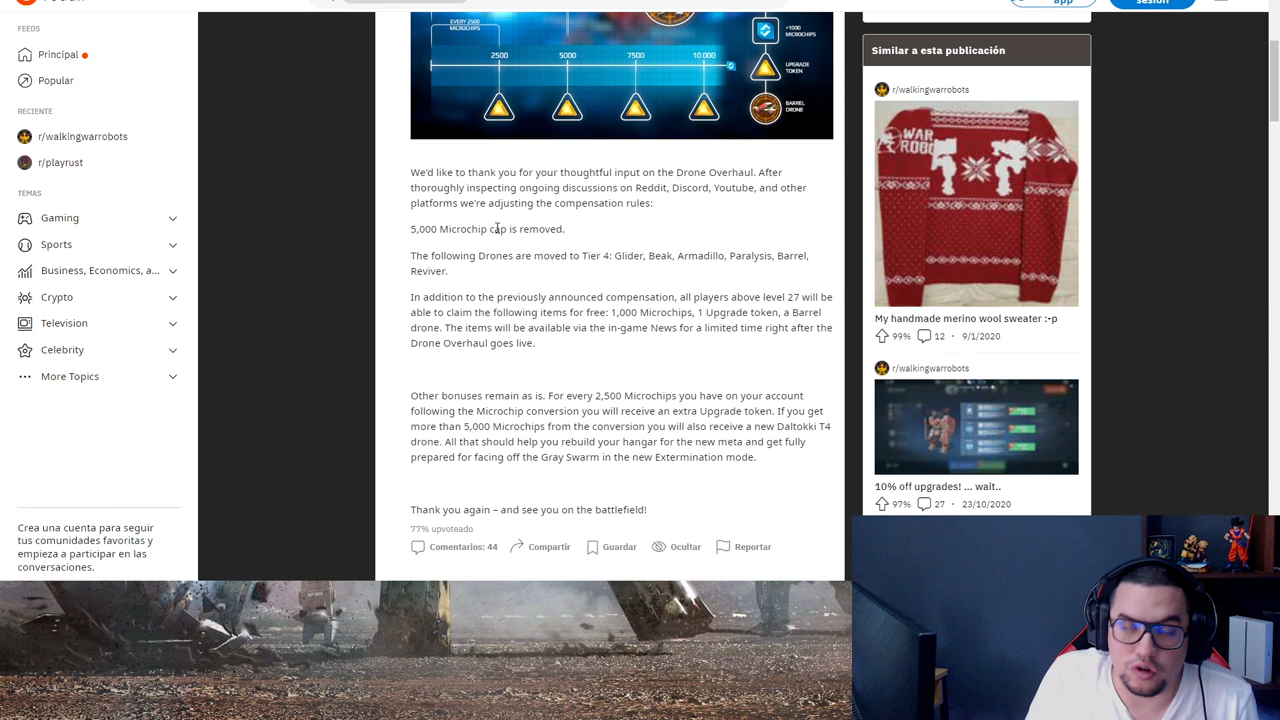 FEEDS
Principal
Popular
RECIENTE
r/walkingwarrobots
r/playrust
TEMAS
Gaming
Sports
Business, Economics, a...
Crypto
Television
Celebrity
More Topics
Crea una cuenta para seguir
tus comunidades favoritas y
empieza a participar en las
conversaciones.
EVERY 2500
MICROCHIPS
2500
5000
7500
10 000
+1000
MICROCHIPS
UPGRADE
TOKEN
BARREL
DRONE
We'd like to thank you for your thoughtful input on the Drone Overhaul. After
thoroughly inspecting ongoing discussions on Reddit, Discord, Youtube, and other
platforms we're adjusting the compensation rules:
5,000 Microchip cap is removed.
The following Drones are moved to Tier 4: Glider, Beak, Armadillo, Paralysis, Barrel,
Reviver.
In addition to the previously announced compensation, all players above level 27 will be
able to claim the following items for free: 1,000 Microchips, 1 Upgrade token, a Barrel
drone. The items will be available via the in-game News for a limited time right after the
Drone Overhaul goes live.
Other bonuses remain as is. For every 2,500 Microchips you have on your account
following the Microchip conversion you will receive an extra Upgrade token. If you get
more than 5,000 Microchips from the conversion you will also receive a new Daltokki T4
drone. All that should help you rebuild your hangar for the new meta and get fully
prepared for facing off the Gray Swarm in the new Extermination mode.
Thank you again – and see you on the battlefield!
77% upvoteado
Comentarios: 44 Compartir Guardar Ocultar Reportar
app
sesión
Similar a esta publicación
r/walkingwarrobots
WAR
My handmade merino wool sweater :-p
99% 12 · 9/1/2020
r/walkingwarrobots
10% off upgrades! ... wait..
97% 27 · 23/10/2020